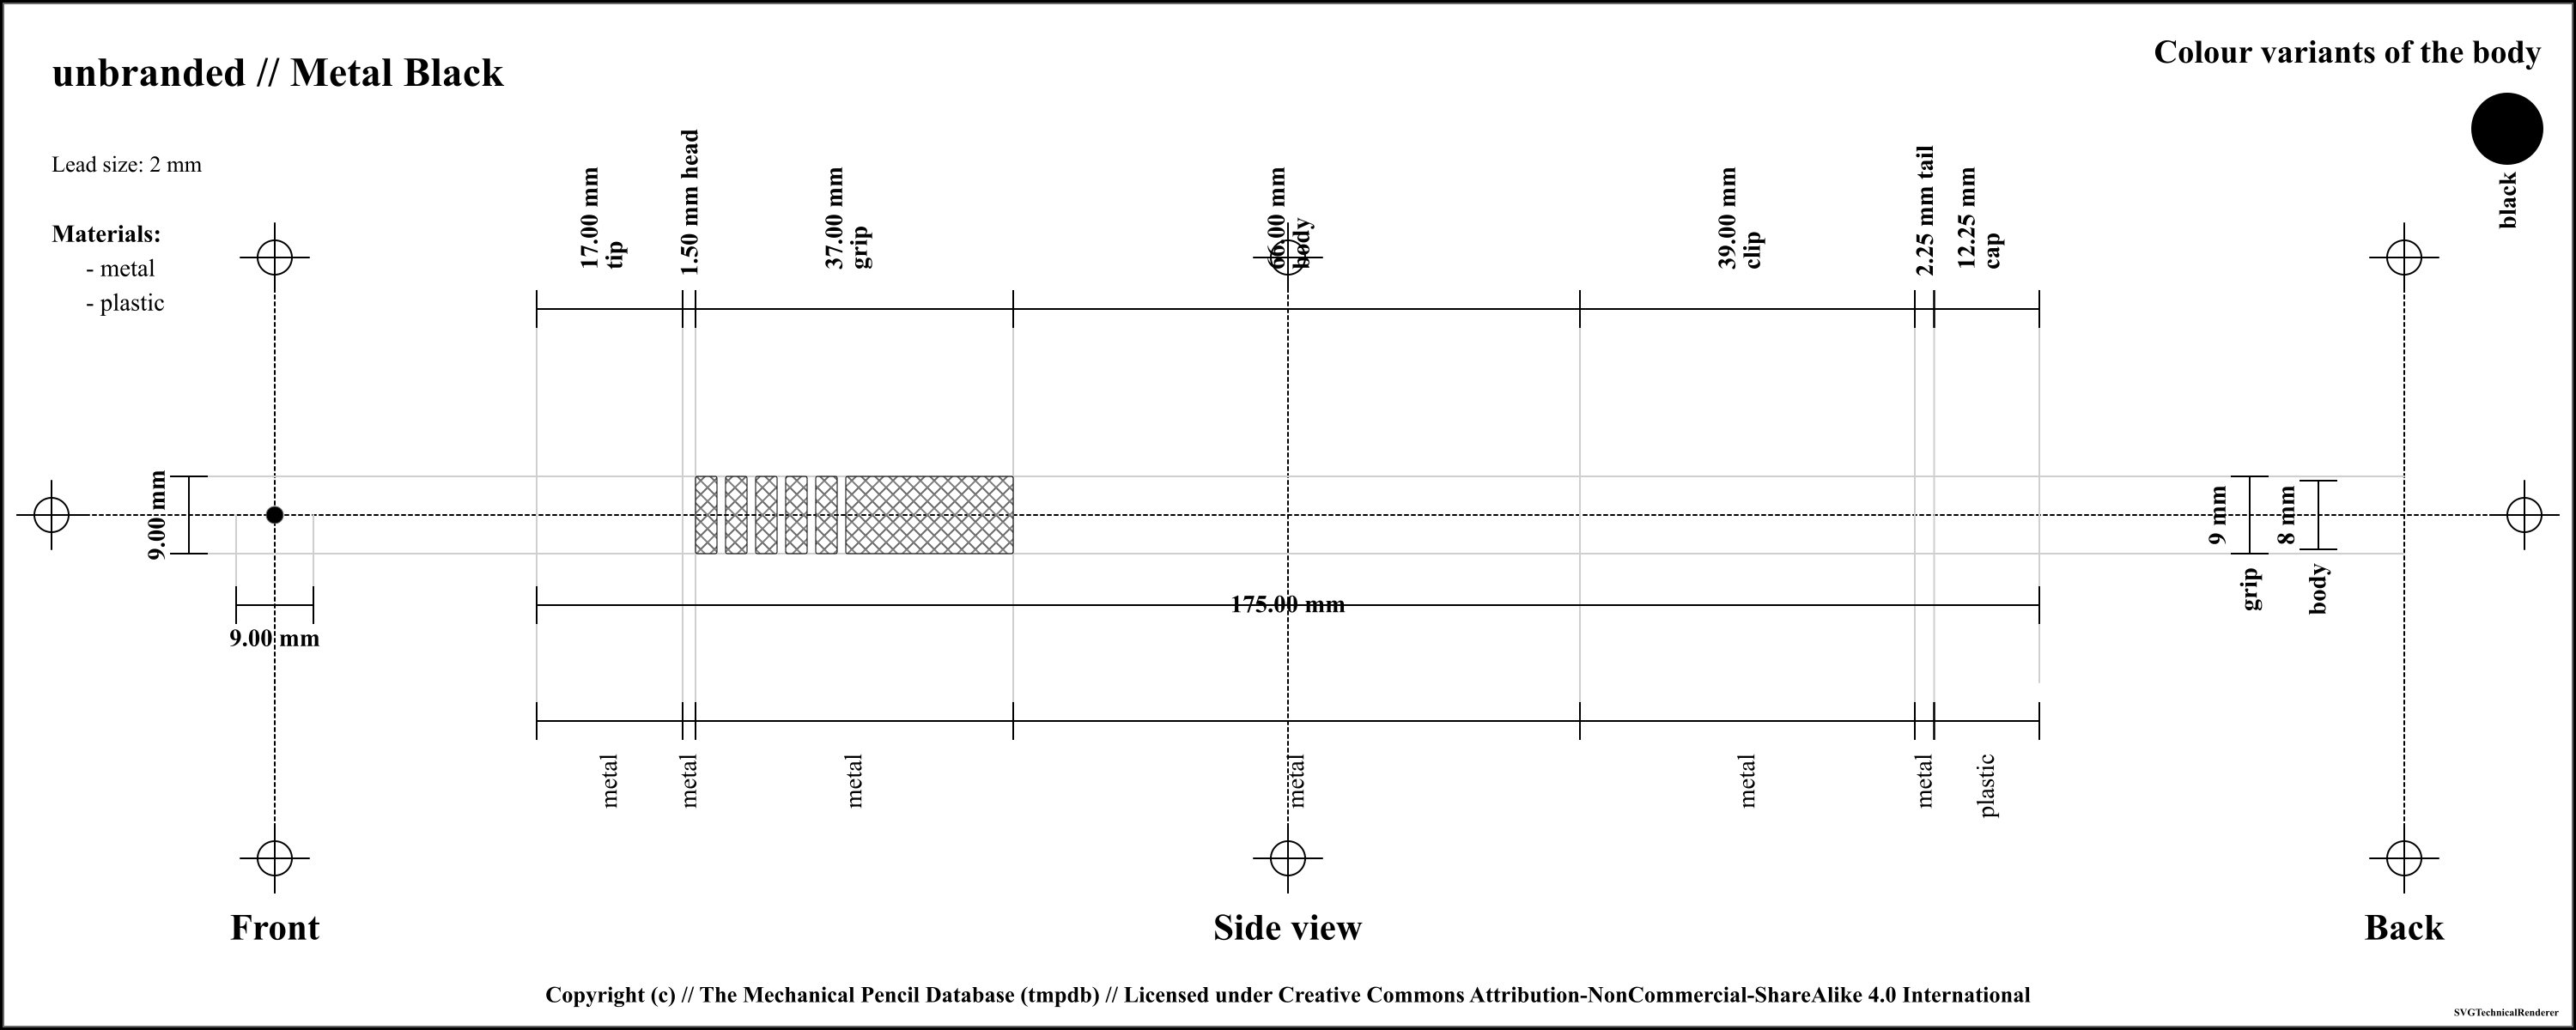 unbranded // Metal Black
Colour variants of the body
black
Lead size: 2 mm
Materials:
- metal
- plastic
17.00 mm
tip
1.50 mm head
37.00 mm
grip
66.00 mm
body
39.00 mm
clip
2.25 mm tail
12.25 mm
cap
9.00 mm
9.00 mm
175.00 mm
9 mm
grip
8 mm
body
metal
metal
metal
metal
metal
metal
plastic
Front
Side view
Back
Copyright (c) // The Mechanical Pencil Database (tmpdb) // Licensed under Creative Commons Attribution-NonCommercial-ShareAlike 4.0 International
SVGTechnicalRenderer